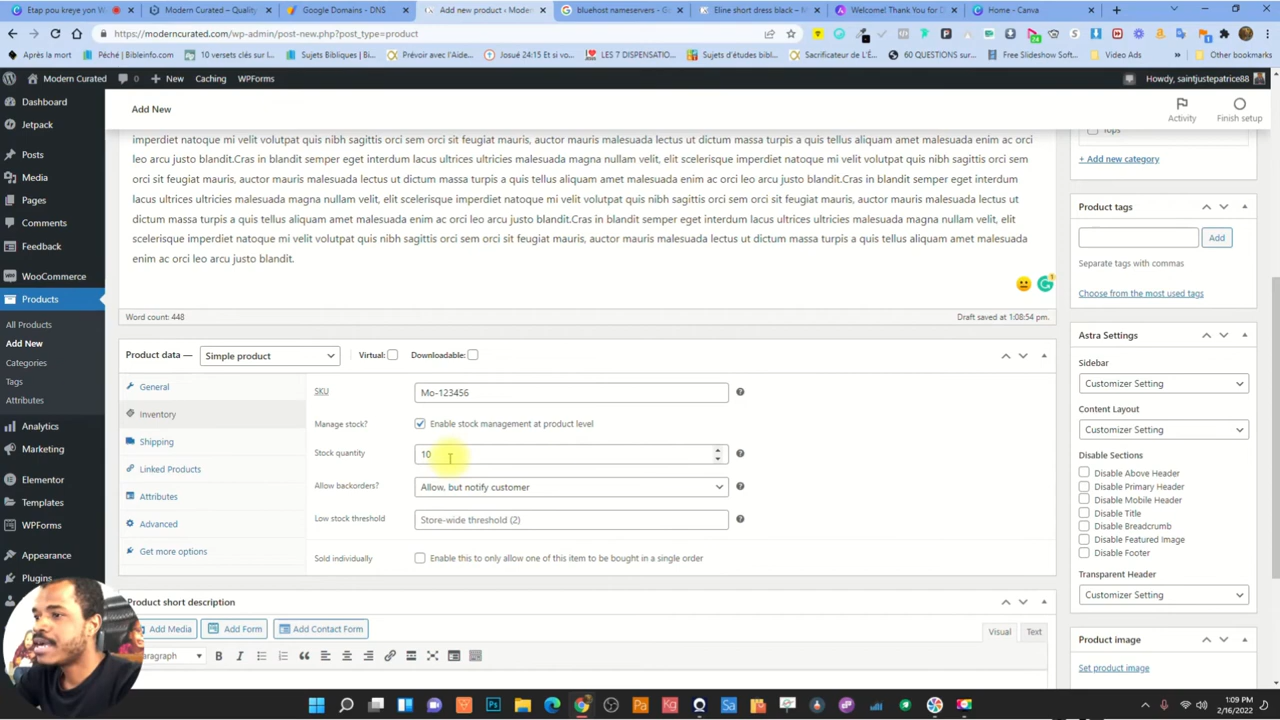 Etap pou kreye yon W
Modern Curated – Quality
Google Domains - DNS
Add new product ‹ Modern
bluehost nameservers - Go
Eline short dress black – M
Welcome! Thank You for D
Home - Canva
https://moderncurated.com/wp-admin/post-new.php?post_type=product
Après la mort
Péché | Bibleinfo.com
10 versets clés par...
Sujets Bibliques | Bi...
Prévoir avec l'Aide...
Josué 24:15 Et si vo...
LES 7 DISPENSATIO...
Sujets d'études bibl...
Sacrificateur de L'É...
60 QUESTIONS sur...
Free Slideshow Soft...
Video Ads
Other bookmarks
Modern Curated
0
New
Caching
WPForms
Howdy, saintjustepatrice88
Add New
Activity
Finish setup
Dashboard
Jetpack
Posts
Media
Pages
Comments
Feedback
WooCommerce
Products
All Products
Add New
Categories
Tags
Attributes
Analytics
Marketing
Elementor
Templates
WPForms
Appearance
Plugins
imperdiet natoque mi velit volutpat quis nibh sagittis orci sit feugiat mauris, auctor mauris malesuada lectus ut dictum massa turpis a quis tellus aliquam amet malesuada enim ac orci
leo arcu justo blandit.Cras in blandit semper eget interdum lacus ultrices ultricies malesuada magna nullam velit, elit scelerisque imperdiet natoque mi velit volutpat quis nibh
sagittis orci sit feugiat mauris, auctor mauris malesuada lectus ut dictum massa turpis a quis tellus aliquam amet malesuada enim ac orci leo arcu justo blandit.Cras in blandit semper eget interdum
lacus ultrices ultricies malesuada magna nullam velit, elit scelerisque imperdiet natoque mi velit volutpat quis nibh sagittis orci sit feugiat mauris, auctor mauris malesuada
lectus ut dictum massa turpis a quis tellus aliquam amet malesuada enim ac orci leo arcu justo blandit.Cras in blandit semper eget interdum lacus ultrices ultricies malesuada magna nullam velit, elit
scelerisque imperdiet natoque mi velit volutpat quis nibh sagittis orci sit feugiat mauris, auctor mauris malesuada lectus ut dictum massa turpis a quis tellus aliquam amet malesuada
enim ac orci leo arcu justo blandit.
Word count: 448
Draft saved at 1:08:54 pm.
Product data —
Simple product
Virtual:
Downloadable:
General
Inventory
Shipping
Linked Products
Attributes
Advanced
Get more options
SKU
Mo-123456
Manage stock?
Enable stock management at product level
Stock quantity
10
Allow backorders?
Allow, but notify customer
Low stock threshold
Store-wide threshold (2)
Sold individually
Enable this to only allow one of this item to be bought in a single order
Product short description
Add Media
Add Form
Add Contact Form
Visual
Text
aragraph
Tops
+ Add new category
Product tags
Add
Separate tags with commas
Choose from the most used tags
Astra Settings
Sidebar
Customizer Setting
Content Layout
Customizer Setting
Disable Sections
Disable Above Header
Disable Primary Header
Disable Mobile Header
Disable Title
Disable Breadcrumb
Disable Featured Image
Disable Footer
Transparent Header
Customizer Setting
Product image
Set product image
1:09 PM
2/16/2022